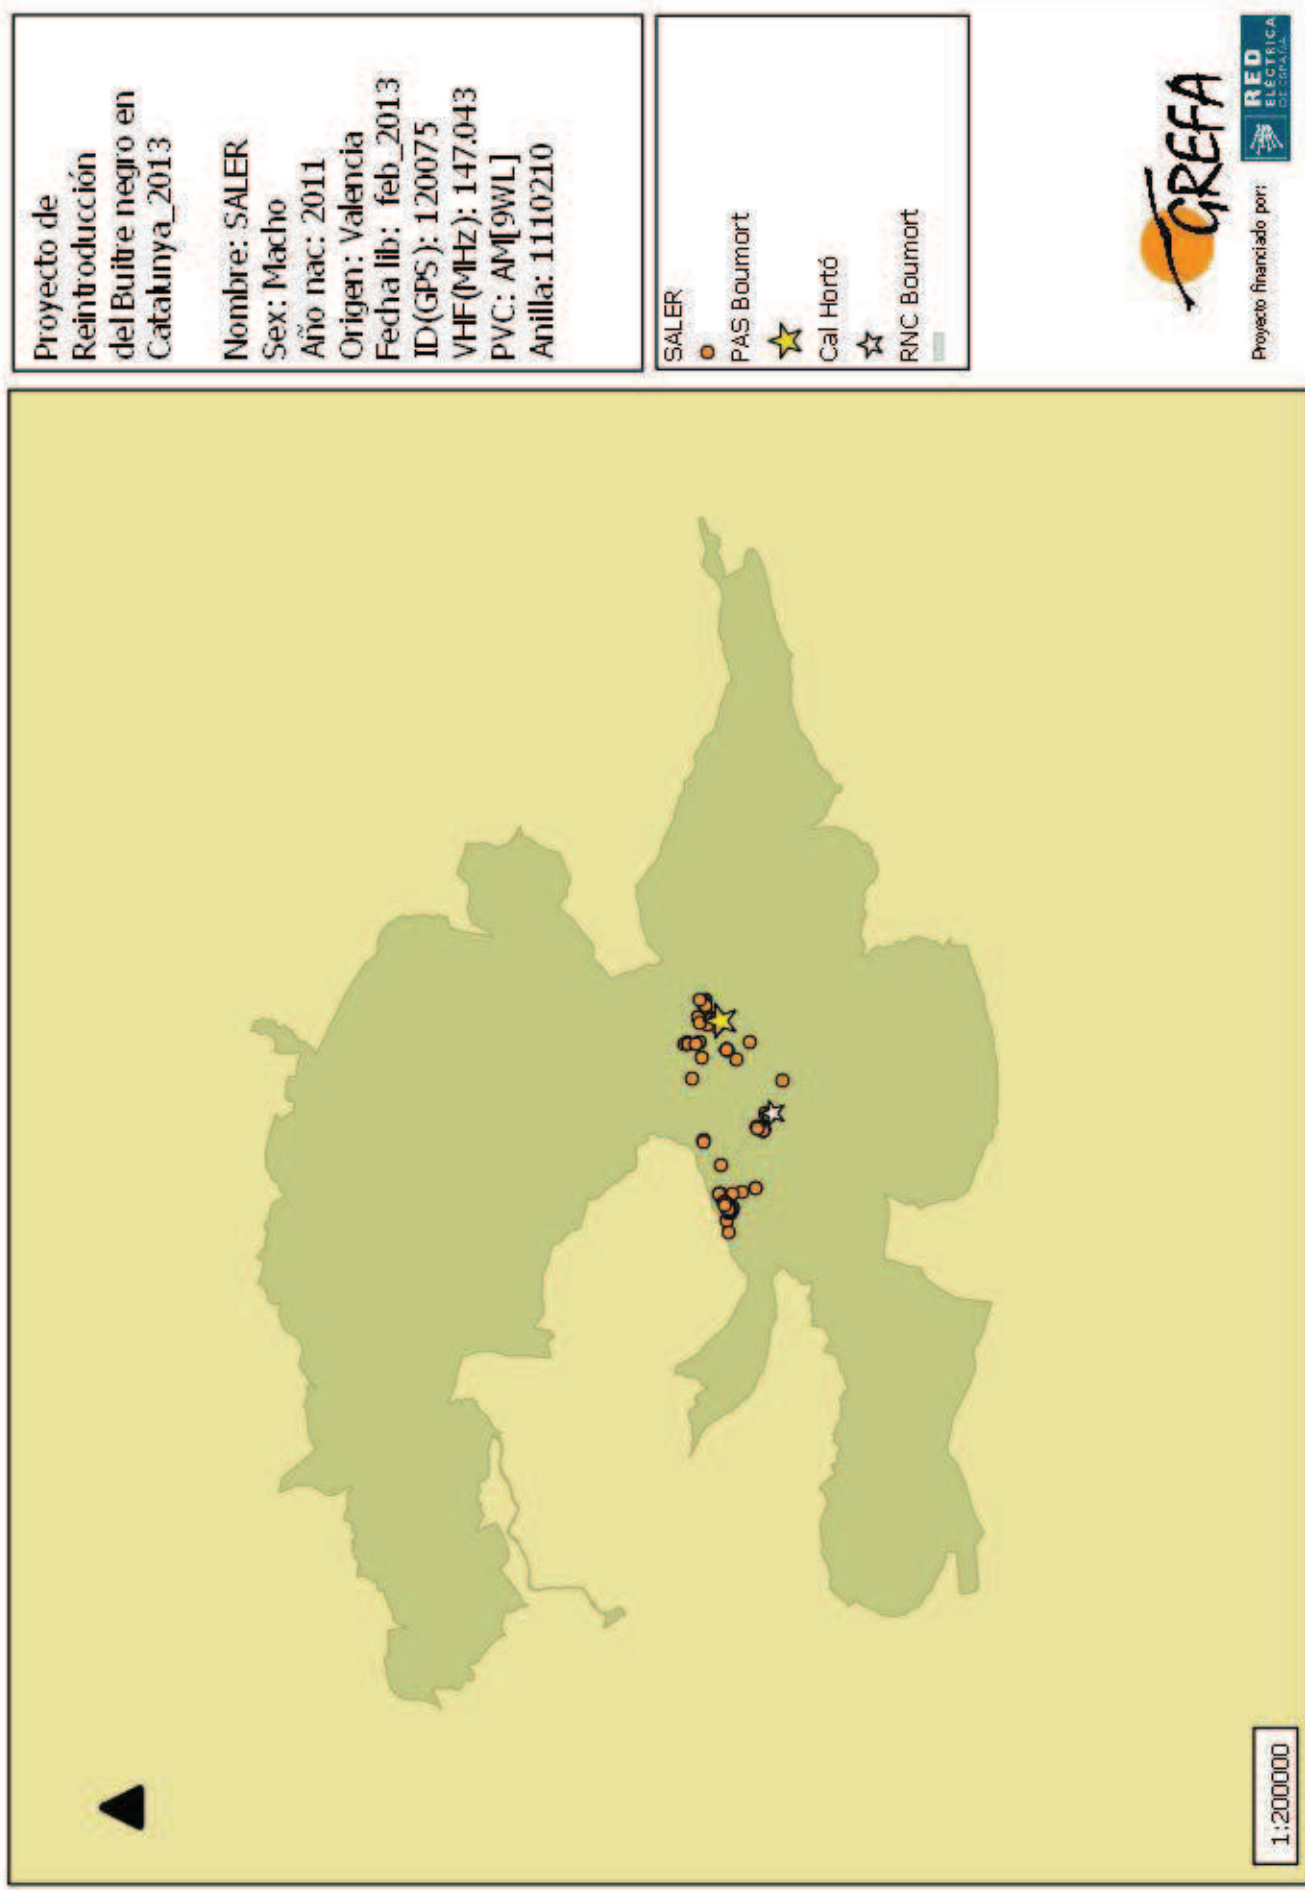 Proyecto de
Reintroducción
del Buitre negro en
Catalunya_2013
Nombre: SALER
Sex: Macho
Año nac: 2011
Origen: Valencia
Fecha lib: feb_2013
ID(GPS): 120075
VHF(MHz): 147.043
PVC: AM[9WL]
Anilla: 1110210
SALER
PAS Boumort
Cal Hortó
RNC Boumort
GREFA
Proyecto financiado por:
RED
ELÉCTRICA
DE ESPAÑA
1:200000